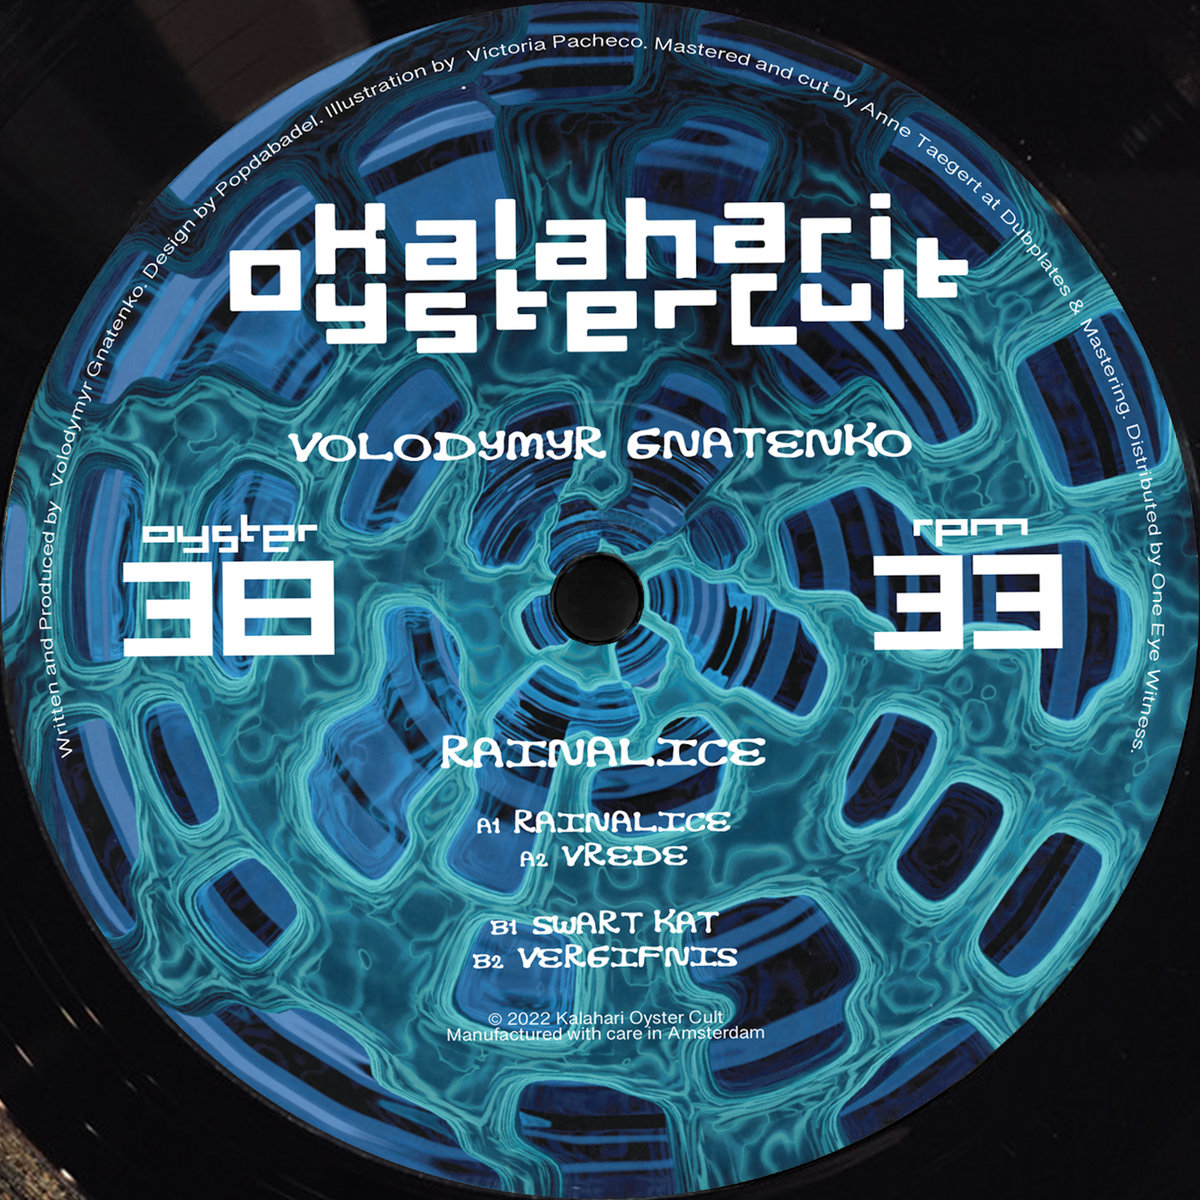 Written and Produced by Volodymyr Gnatenko. Design by Popdabadel. Illustration by Victoria Pacheco. Mastered and cut by Anne Taegert at Dubplates & Mastering. Distributed by One Eye Witness.
Kalahari
oysterCult
VOLODYMYR GNATENKO
oyster
38
rpm
33
RAINALICE
A1 RAINALICE
A2 VREDE
B1 SWART KAT
B2 VERGIFNIS
© 2022 Kalahari Oyster Cult
Manufactured with care in Amsterdam